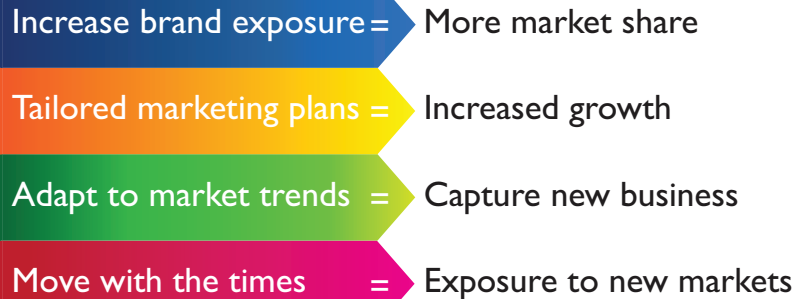 Increase brand exposure = More market share
Tailored marketing plans = Increased growth
Adapt to market trends = Capture new business
Move with the times = Exposure to new markets